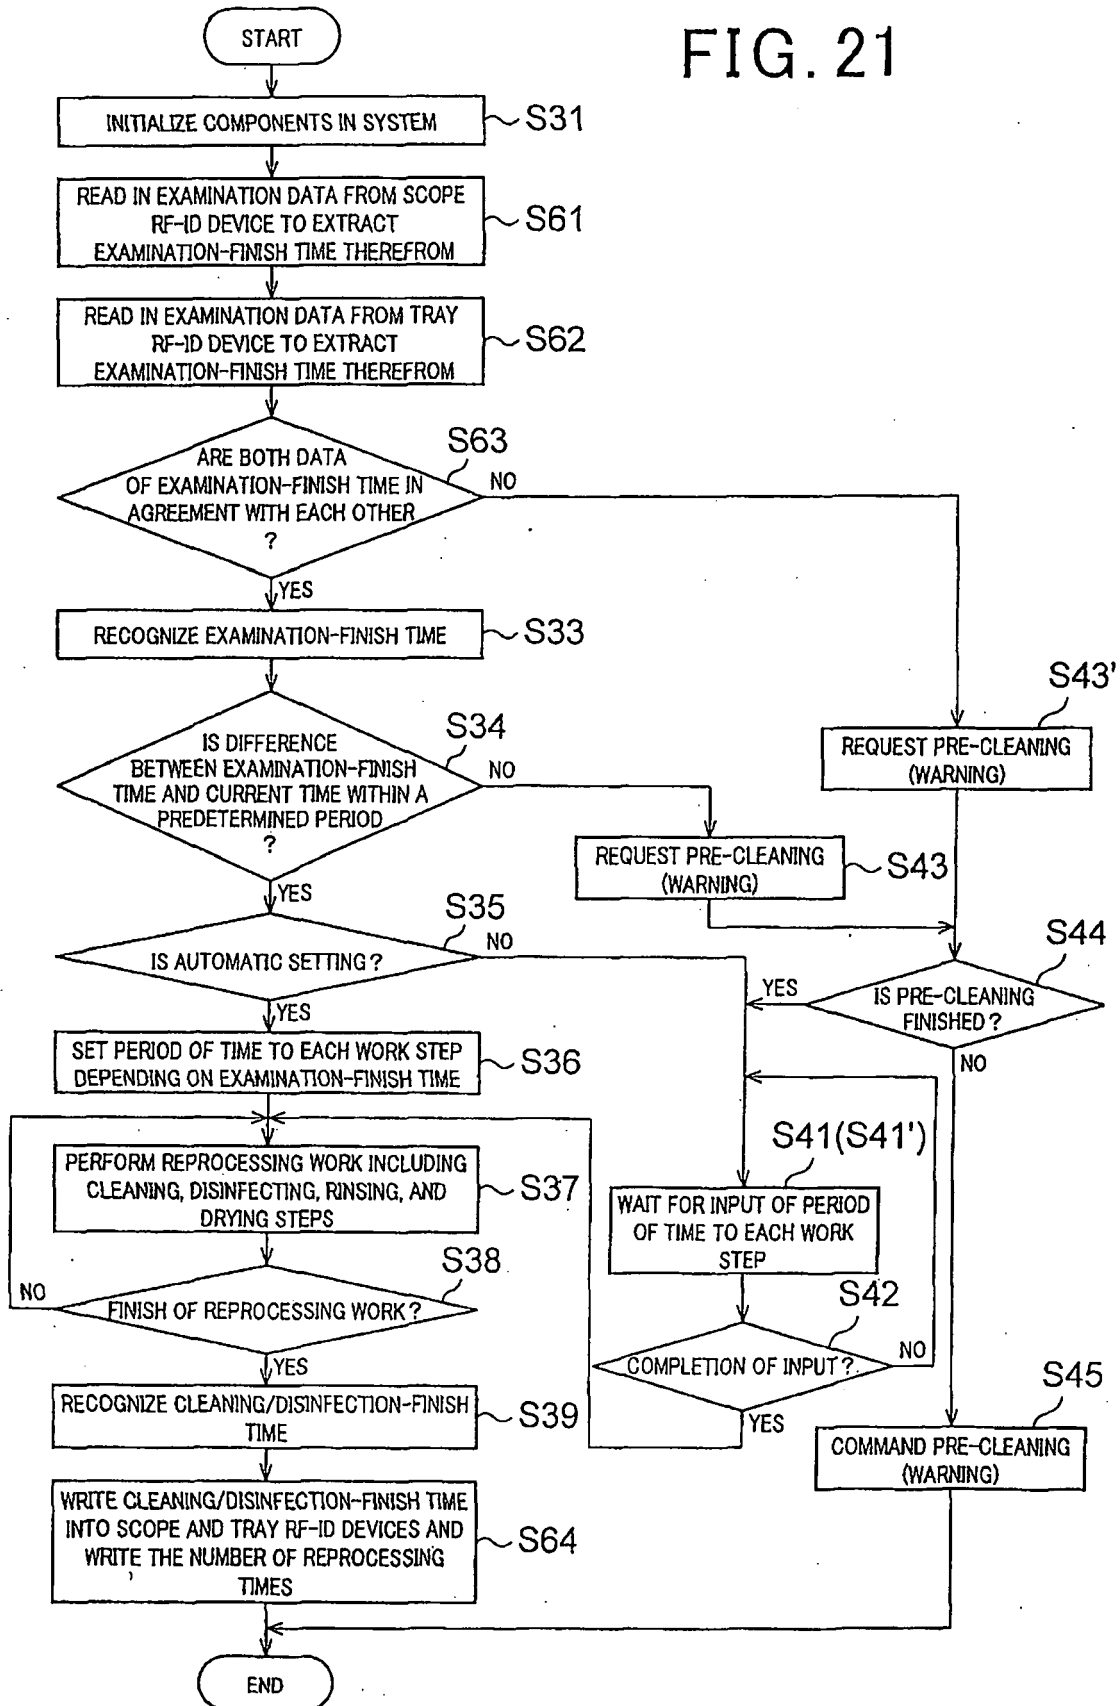 FIG. 21
START
INITIALIZE COMPONENTS IN SYSTEM
S31
READ IN EXAMINATION DATA FROM SCOPE
RF-ID DEVICE TO EXTRACT
EXAMINATION-FINISH TIME THEREFROM
S61
READ IN EXAMINATION DATA FROM TRAY
RF-ID DEVICE TO EXTRACT
EXAMINATION-FINISH TIME THEREFROM
S62
ARE BOTH DATA
OF EXAMINATION-FINISH TIME IN
AGREEMENT WITH EACH OTHER
?
S63
NO
YES
RECOGNIZE EXAMINATION-FINISH TIME
S33
IS DIFFERENCE
BETWEEN EXAMINATION-FINISH
TIME AND CURRENT TIME WITHIN A
PREDETERMINED PERIOD
?
S34
NO
YES
REQUEST PRE-CLEANING
(WARNING)
S43'
REQUEST PRE-CLEANING
(WARNING)
S43
IS AUTOMATIC SETTING?
S35
NO
YES
IS PRE-CLEANING
FINISHED?
S44
YES
NO
SET PERIOD OF TIME TO EACH WORK STEP
DEPENDING ON EXAMINATION-FINISH TIME
S36
PERFORM REPROCESSING WORK INCLUDING
CLEANING, DISINFECTING, RINSING, AND
DRYING STEPS
S37
WAIT FOR INPUT OF PERIOD
OF TIME TO EACH WORK
STEP
S41(S41')
FINISH OF REPROCESSING WORK?
S38
NO
YES
COMPLETION OF INPUT?
S42
NO
YES
RECOGNIZE CLEANING/DISINFECTION-FINISH
TIME
S39
COMMAND PRE-CLEANING
(WARNING)
S45
WRITE CLEANING/DISINFECTION-FINISH TIME
INTO SCOPE AND TRAY RF-ID DEVICES AND
WRITE THE NUMBER OF REPROCESSING
TIMES
S64
END